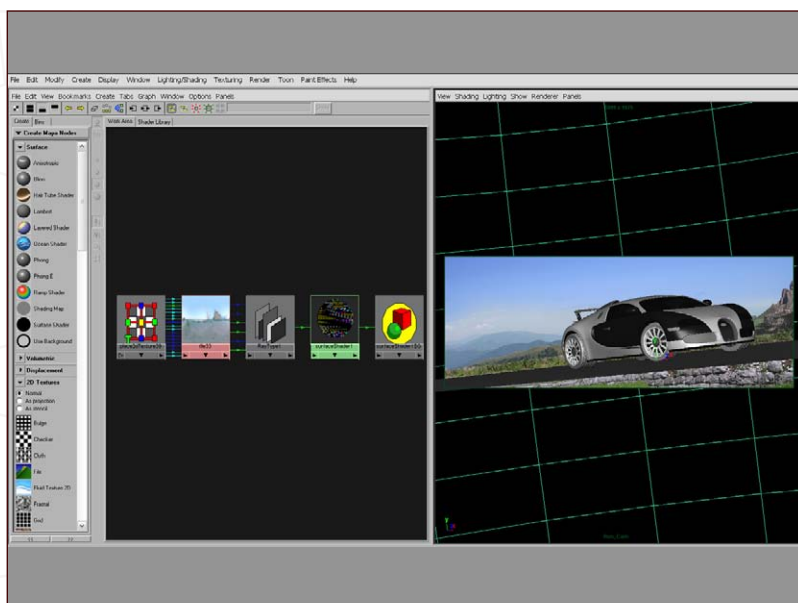 File Edit Modify Create Display Window Lighting/Shading Texturing Render Toon Paint Effects Help
File Edit View Bookmarks Create Tabs Graph Window Options Panels
View Shading Lighting Show Renderer Panels
Create Bins
Work Area Shader Library
Create Maya Nodes
Surface
Anisotropic
Blinn
Hair Tube Shader
Lambert
Layered Shader
Ocean Shader
Phong
Phong E
Ramp Shader
Shading Map
Surface Shader
Use Background
Volumetric
Displacement
2D Textures
Normal
As projection
As stencil
Bulge
Checker
Cloth
File
Fluid Texture 2D
Fractal
Grid
surfaceShader1